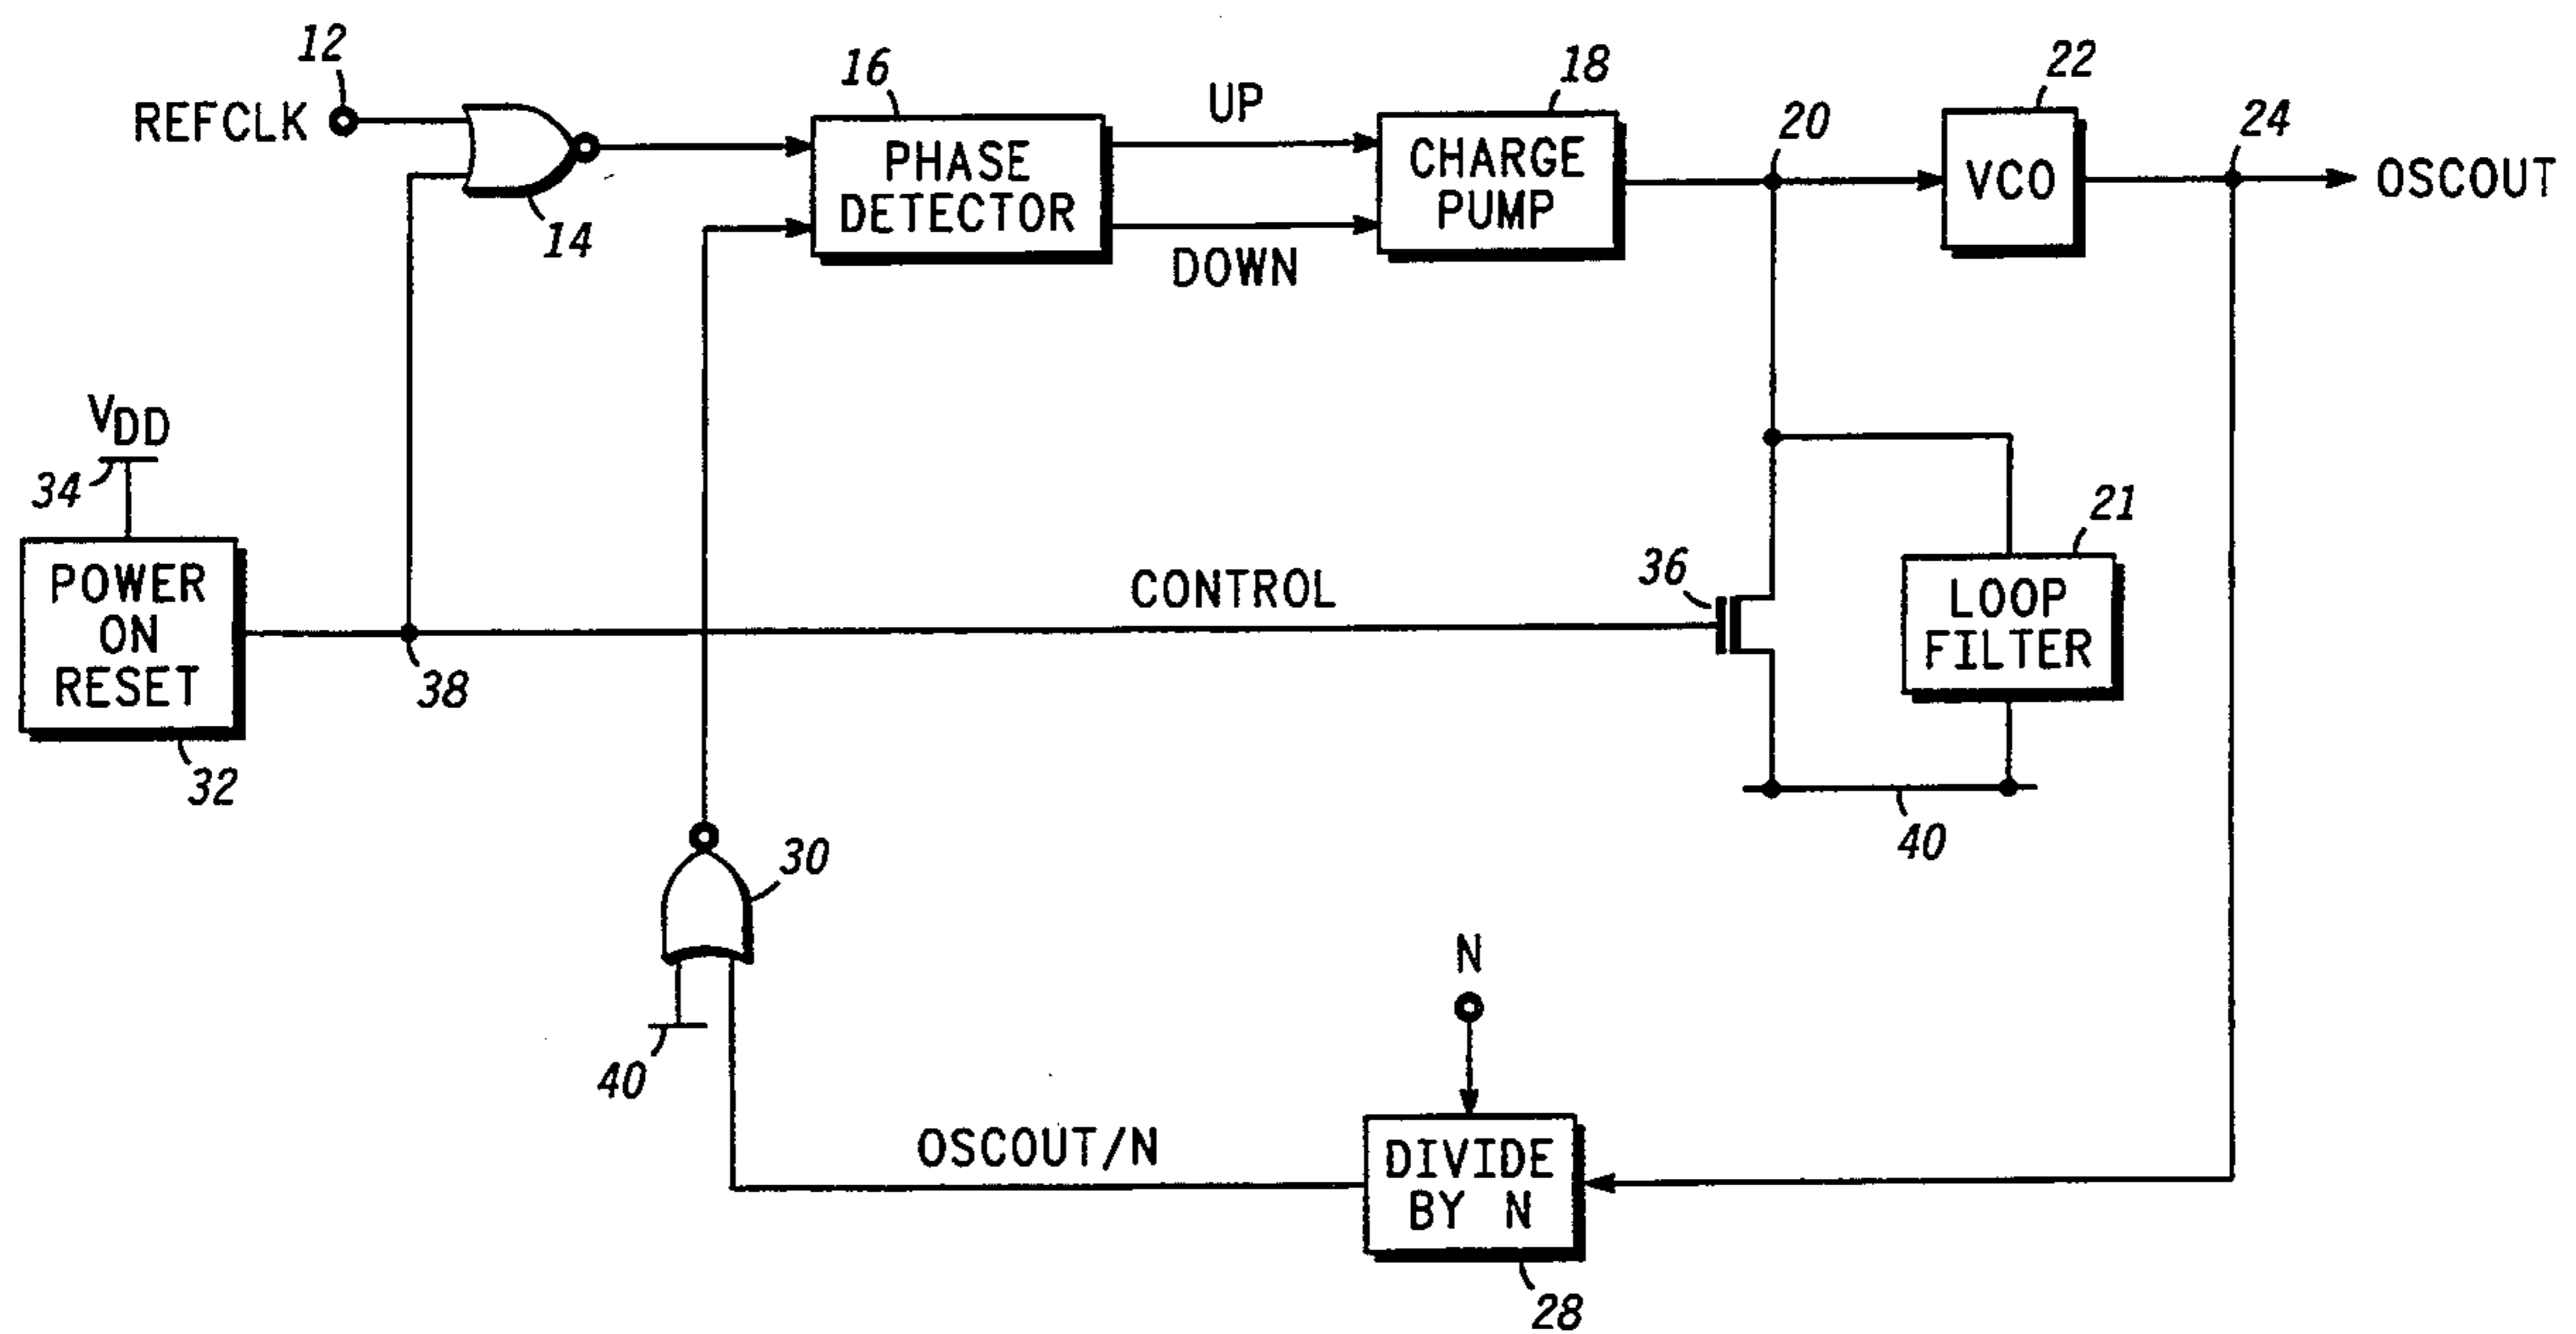 12
REFCLK
14
16
PHASE
DETECTOR
UP
DOWN
18
CHARGE
PUMP
20
22
VCO
24
OSCOUT
VDD
34
POWER
ON
RESET
32
38
CONTROL
36
21
LOOP
FILTER
40
30
40
OSCOUT/N
N
DIVIDE
BY N
28